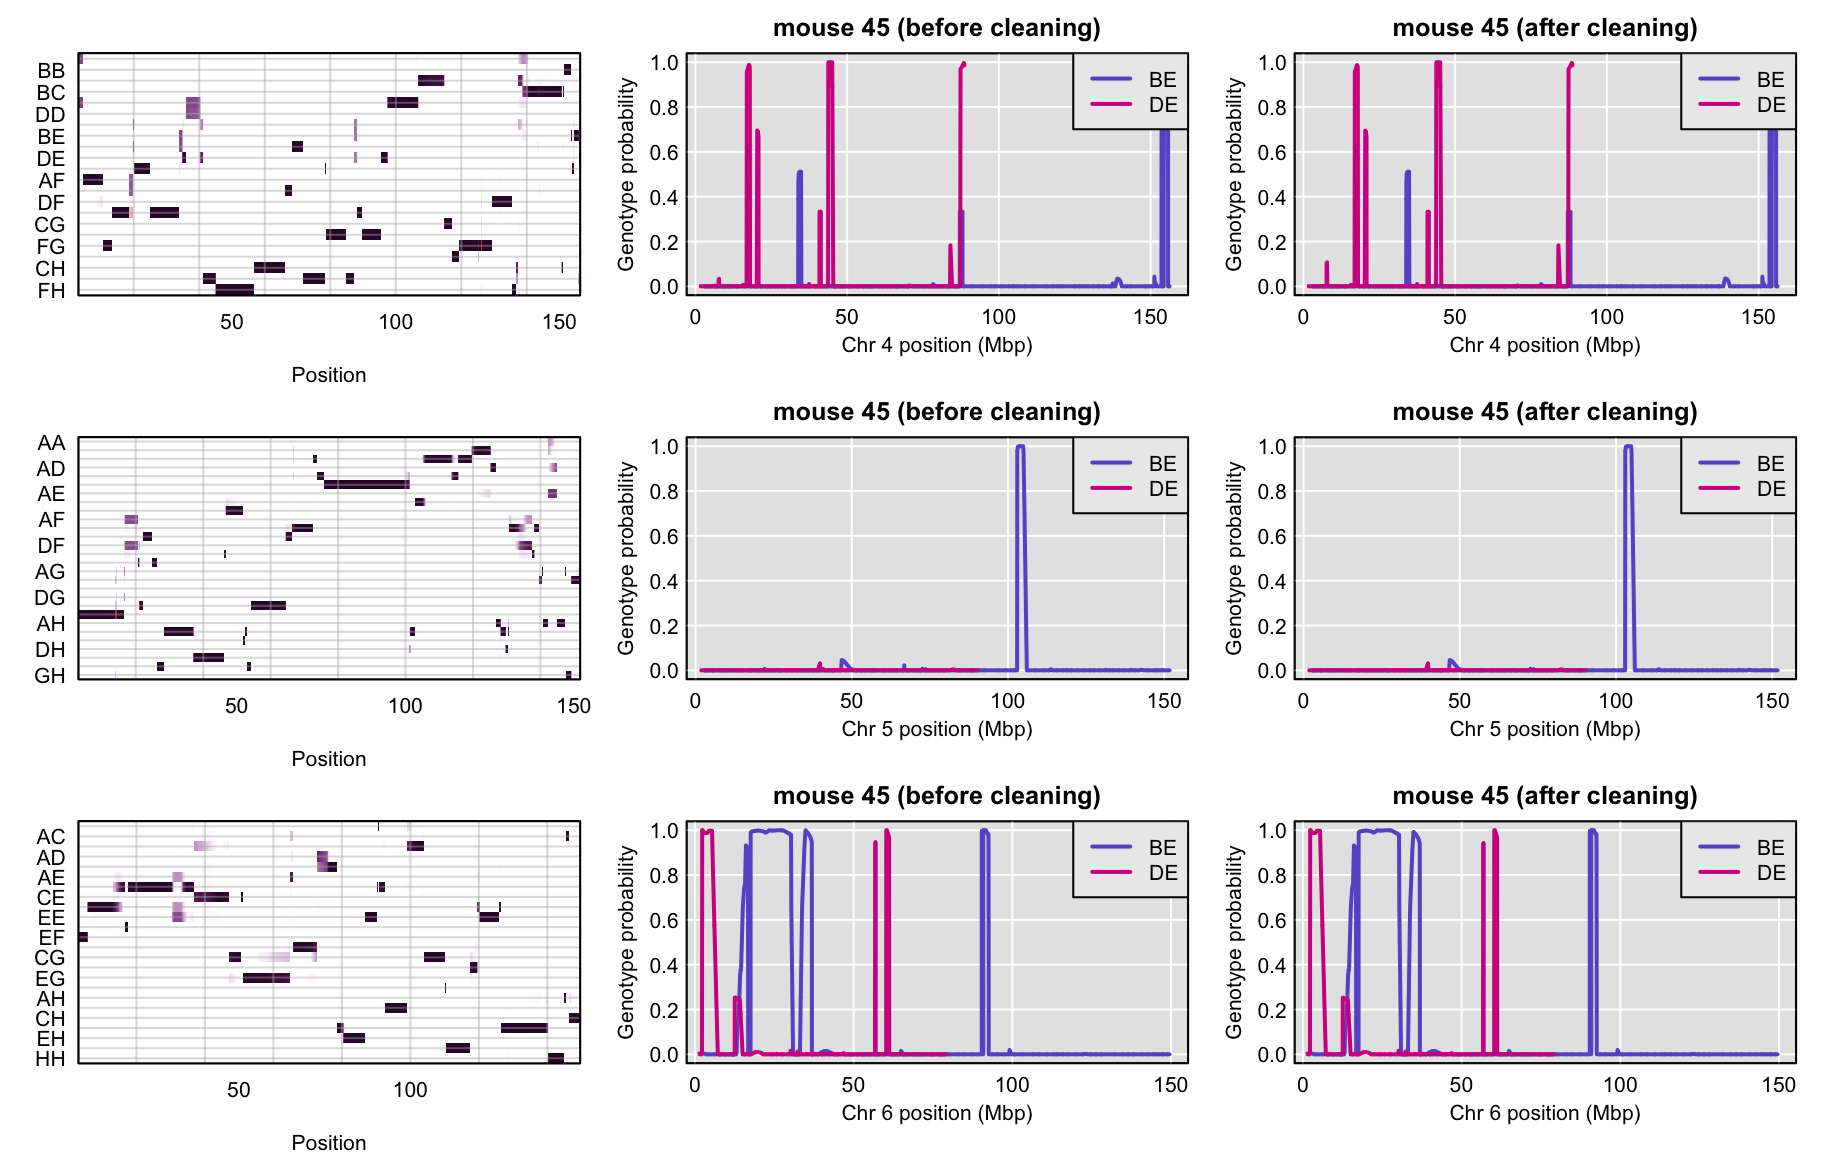 BB
BC
DD
BE
DE
AF
DF
CG
FG
CH
FH
50 100 150
Position
mouse 45 (before cleaning)
Genotype probability
1.0
0.8
0.6
0.4
0.2
0.0
BE
DE
0 50 100 150
Chr 4 position (Mbp)
mouse 45 (after cleaning)
Genotype probability
1.0
0.8
0.6
0.4
0.2
0.0
BE
DE
0 50 100 150
Chr 4 position (Mbp)
AA
AD
AE
AF
DF
AG
DG
AH
DH
GH
50 100 150
Position
mouse 45 (before cleaning)
Genotype probability
1.0
0.8
0.6
0.4
0.2
0.0
BE
DE
0 50 100 150
Chr 5 position (Mbp)
mouse 45 (after cleaning)
Genotype probability
1.0
0.8
0.6
0.4
0.2
0.0
BE
DE
0 50 100 150
Chr 5 position (Mbp)
AC
AD
AE
CE
EE
EF
CG
EG
AH
CH
EH
HH
50 100
Position
mouse 45 (before cleaning)
Genotype probability
1.0
0.8
0.6
0.4
0.2
0.0
BE
DE
0 50 100 150
Chr 6 position (Mbp)
mouse 45 (after cleaning)
Genotype probability
1.0
0.8
0.6
0.4
0.2
0.0
BE
DE
0 50 100 150
Chr 6 position (Mbp)